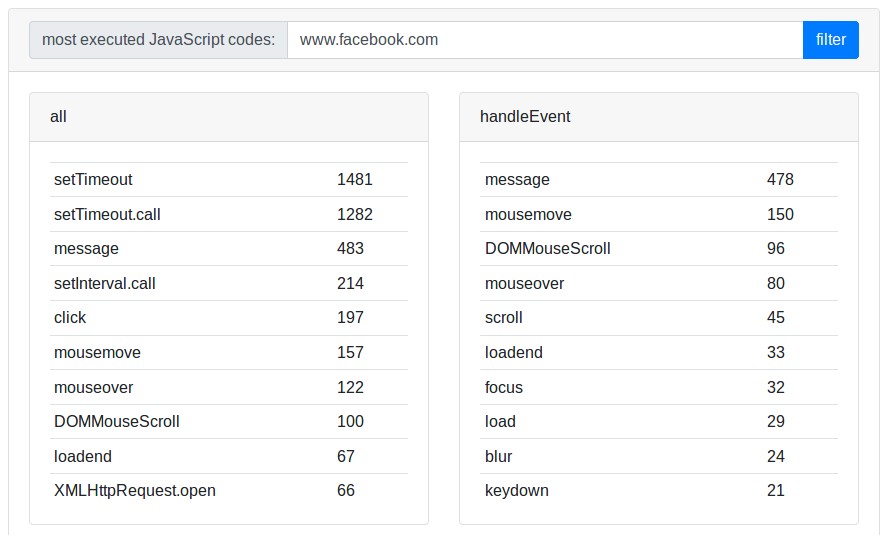 most executed JavaScript codes: www.facebook.com filter
all
setTimeout 1481
setTimeout.call 1282
message 483
setInterval.call 214
click 197
mousemove 157
mouseover 122
DOMMouseScroll 100
loadend 67
XMLHttpRequest.open 66
handleEvent
message 478
mousemove 150
DOMMouseScroll 96
mouseover 80
scroll 45
loadend 33
focus 32
load 29
blur 24
keydown 21